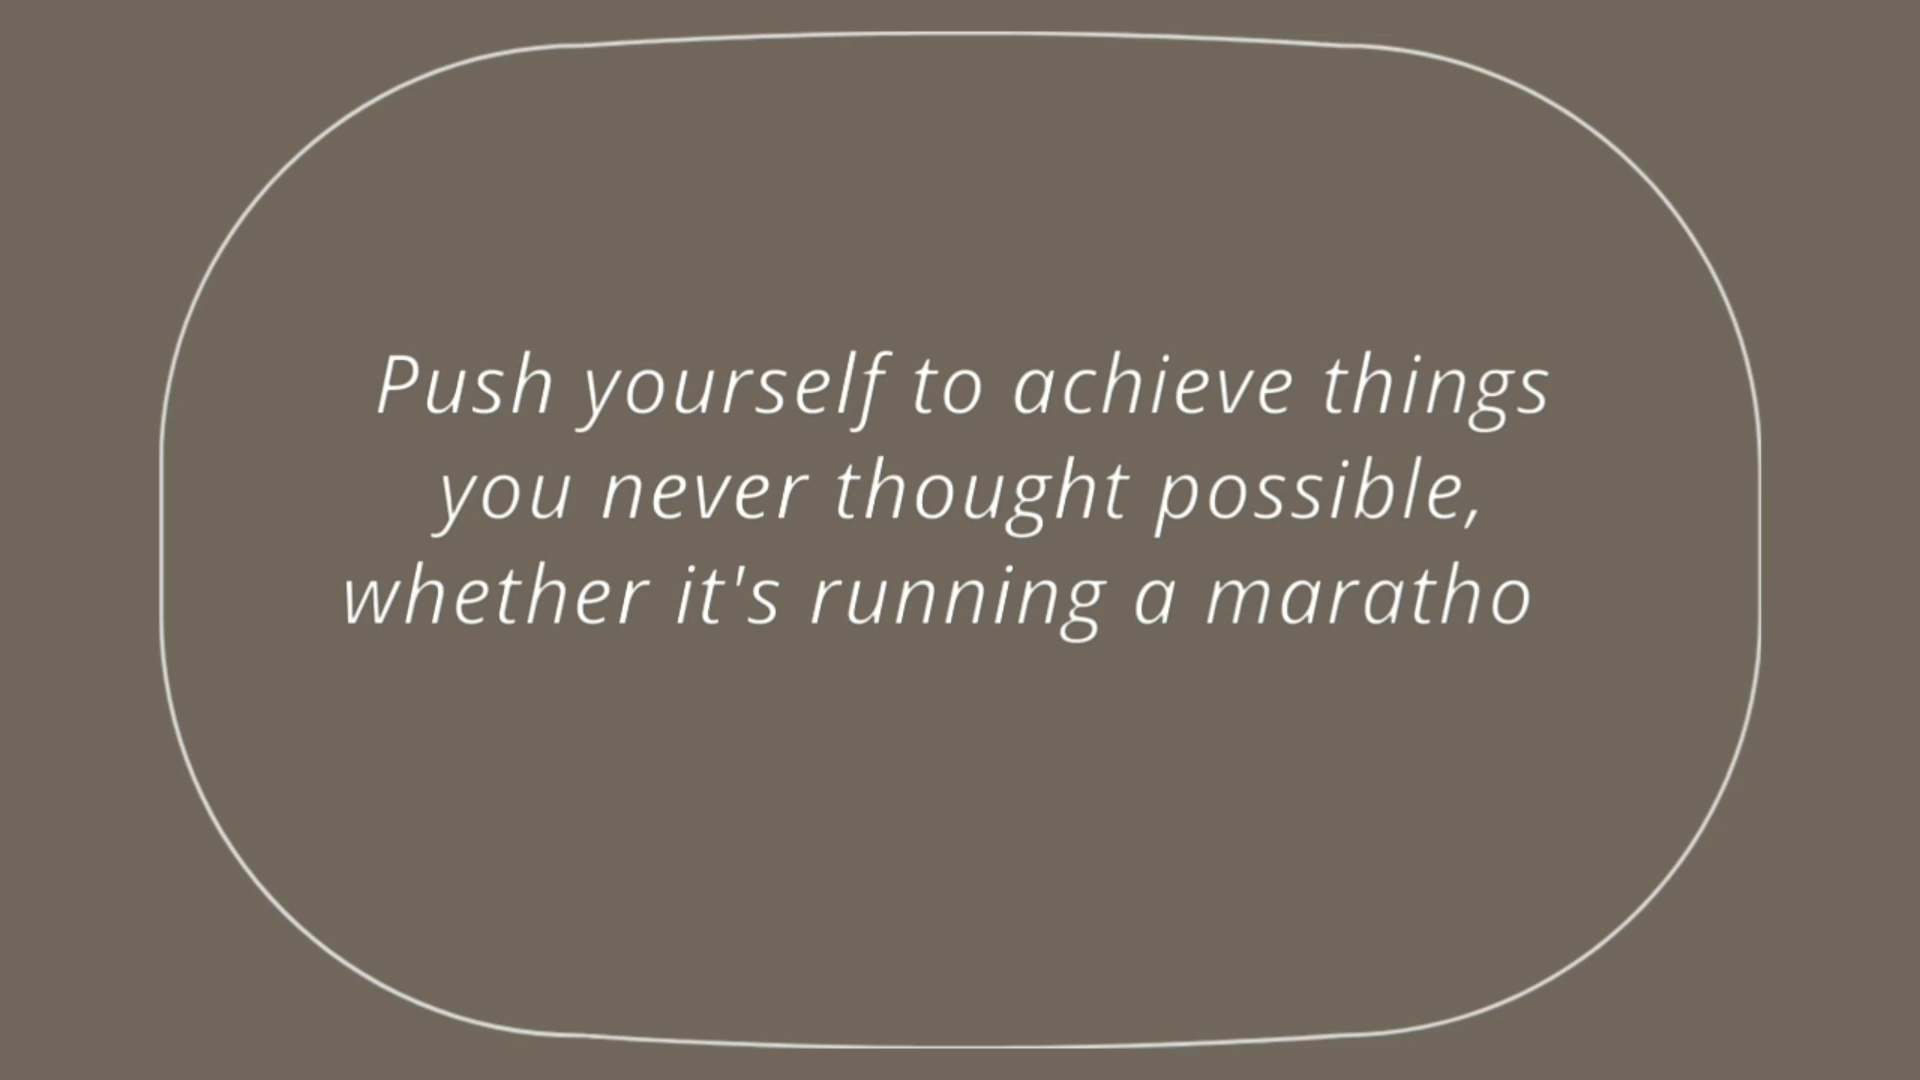 Push yourself to achieve things
you never thought possible,
whether it's running a maratho